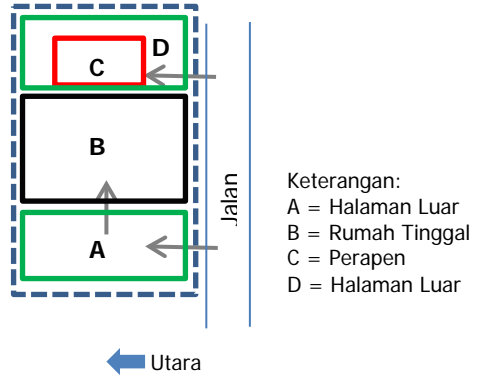 D
C
B
A
Jalan
Keterangan:
A = Halaman Luar
B = Rumah Tinggal
C = Perapen
D = Halaman Luar
Utara